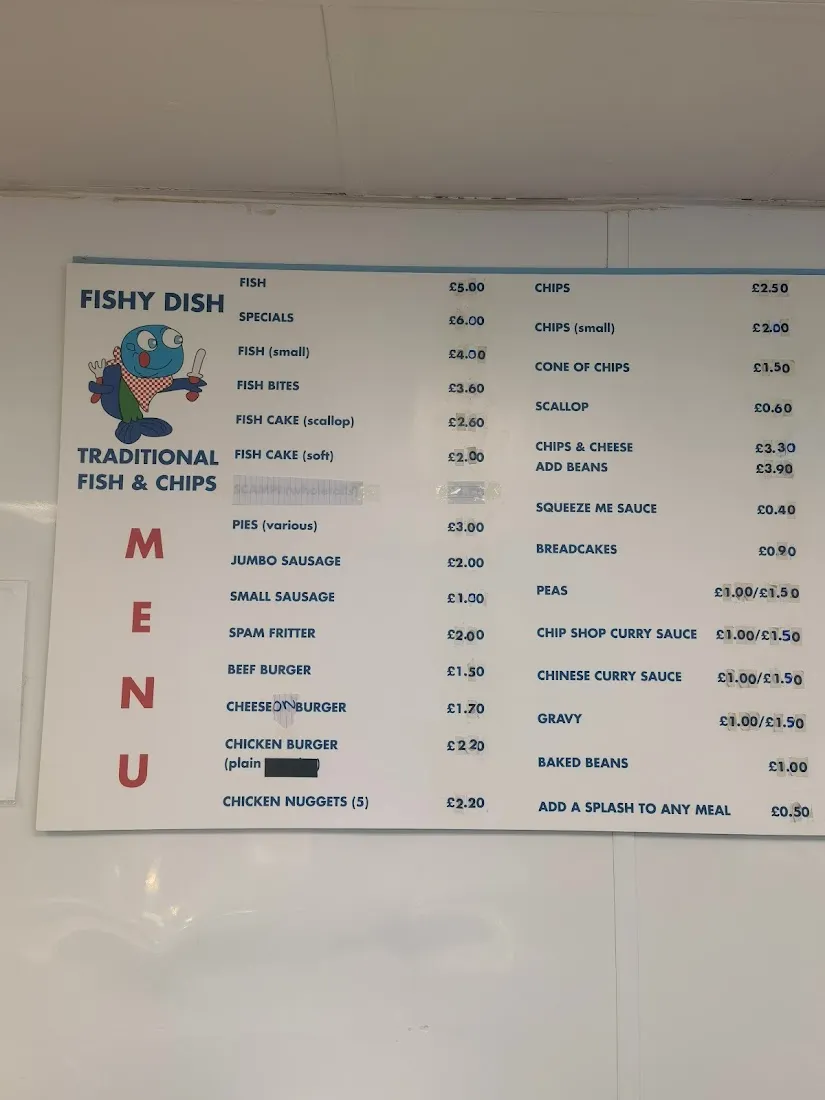 FISHY DISH
TRADITIONAL
FISH & CHIPS
M
E
N
U
FISH £5.00
SPECIALS £6.00
FISH (small) £4.00
FISH BITES £3.60
FISH CAKE (scallop) £2.60
FISH CAKE (soft) £2.00
PIES (various) £3.00
JUMBO SAUSAGE £2.00
SMALL SAUSAGE £1.00
SPAM FRITTER £2.00
BEEF BURGER £1.50
CHEESE ON BURGER £1.70
CHICKEN BURGER £2.20
(plain )
CHICKEN NUGGETS (5) £2.20
CHIPS £2.50
CHIPS (small) £2.00
CONE OF CHIPS £1.50
SCALLOP £0.60
CHIPS & CHEESE £3.30
ADD BEANS £3.90
SQUEEZE ME SAUCE £0.40
BREADCAKES £0.90
PEAS £1.00/£1.50
CHIP SHOP CURRY SAUCE £1.00/£1.50
CHINESE CURRY SAUCE £1.00/£1.50
GRAVY £1.00/£1.50
BAKED BEANS £1.00
ADD A SPLASH TO ANY MEAL £0.50